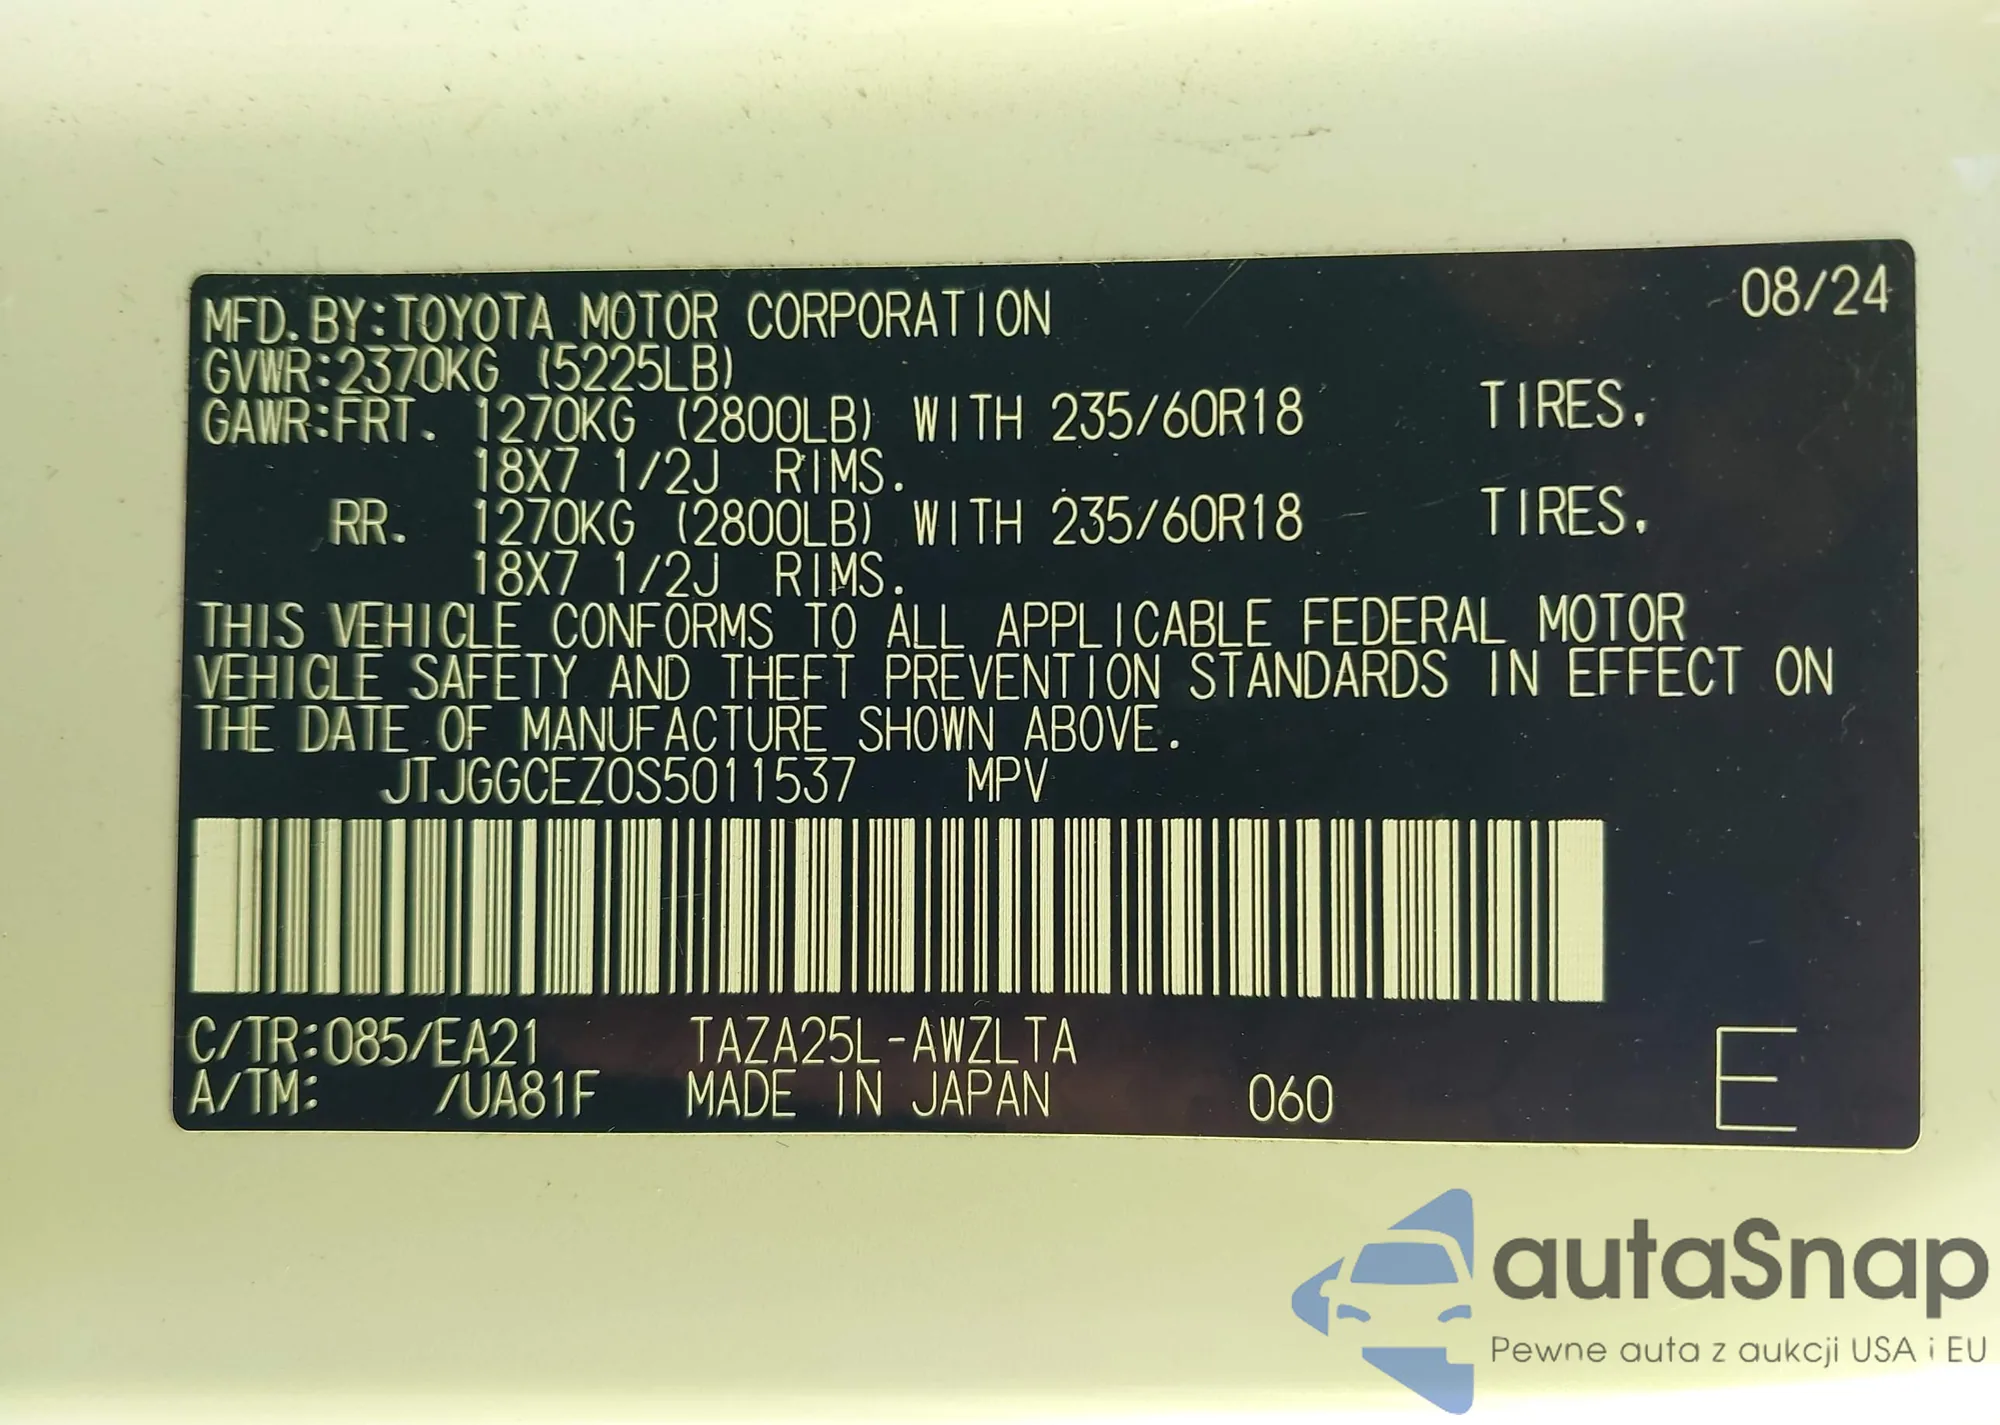 MFD. BY:TOYOTA MOTOR CORPORATION 08/24
GVWR:2370KG (5225LB)
GAWR:FRT. 1270KG (2800LB) WITH 235/60R18 TIRES.
18X7 1/2J RIMS.
RR. 1270KG (2800LB) WITH 235/60R18 TIRES.
18X7 1/2J RIMS.
THIS VEHICLE CONFORMS TO ALL APPLICABLE FEDERAL MOTOR
VEHICLE SAFETY AND THEFT PREVENTION STANDARDS IN EFFECT ON
THE DATE OF MANUFACTURE SHOWN ABOVE.
JTJGGCEZ0S5011537 MPV
C/TR:085/EA21 TAZA25L-AWZLTA
A/TM: /UA81F MADE IN JAPAN 060 E
autaSnap
Pewne auta z aukcji USA i EU